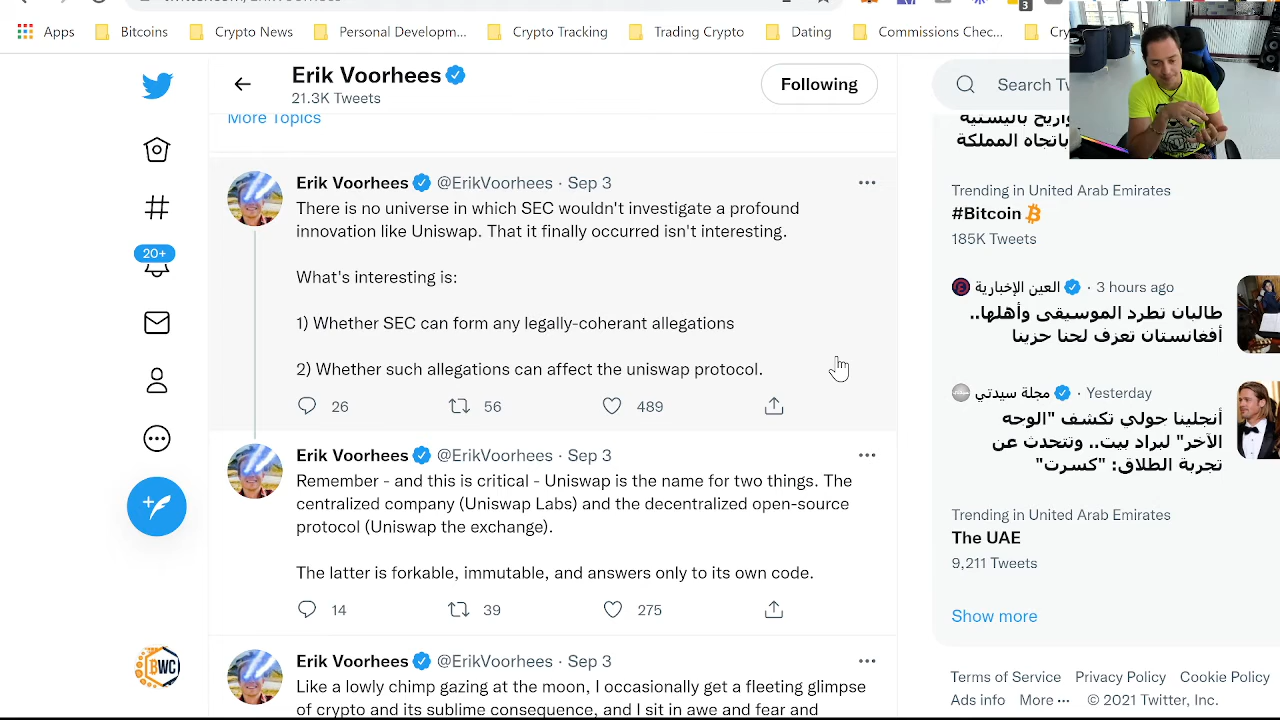 Apps
Bitcoins
Crypto News
Personal Developm...
Crypto Tracking
Trading Crypto
Dating
Commissions Chec...
3
Erik Voorhees
21.3K Tweets
Following
Search
More Topics
Erik Voorhees @ErikVoorhees · Sep 3
There is no universe in which SEC wouldn't investigate a profound
innovation like Uniswap. That it finally occurred isn't interesting.
What's interesting is:
1) Whether SEC can form any legally-coherant allegations
2) Whether such allegations can affect the uniswap protocol.
26 56 489
Erik Voorhees @ErikVoorhees · Sep 3
Remember - and this is critical - Uniswap is the name for two things. The
centralized company (Uniswap Labs) and the decentralized open-source
protocol (Uniswap the exchange).
The latter is forkable, immutable, and answers only to its own code.
14 39 275
Erik Voorhees @ErikVoorhees · Sep 3
Like a lowly chimp gazing at the moon, I occasionally get a fleeting glimpse
of crypto and its sublime consequence, and I sit in awe and fear and
20+
BWC
باتجاه المملكة
Trending in United Arab Emirates
#Bitcoin
185K Tweets
العين الإخبارية · 3 hours ago
طالبان تطرد الموسيقى وأهلها..
أفغانستان تعزف لحنا حزينا
مجلة سيدتي · Yesterday
أنجلينا جولي تكشف "الوجه
الآخر" لبراد بيت.. وتتحدث عن
تجربة الطلاق: "كسرت"
Trending in United Arab Emirates
The UAE
9,211 Tweets
Show more
Terms of Service Privacy Policy Cookie Policy
Ads info More ··· © 2021 Twitter, Inc.